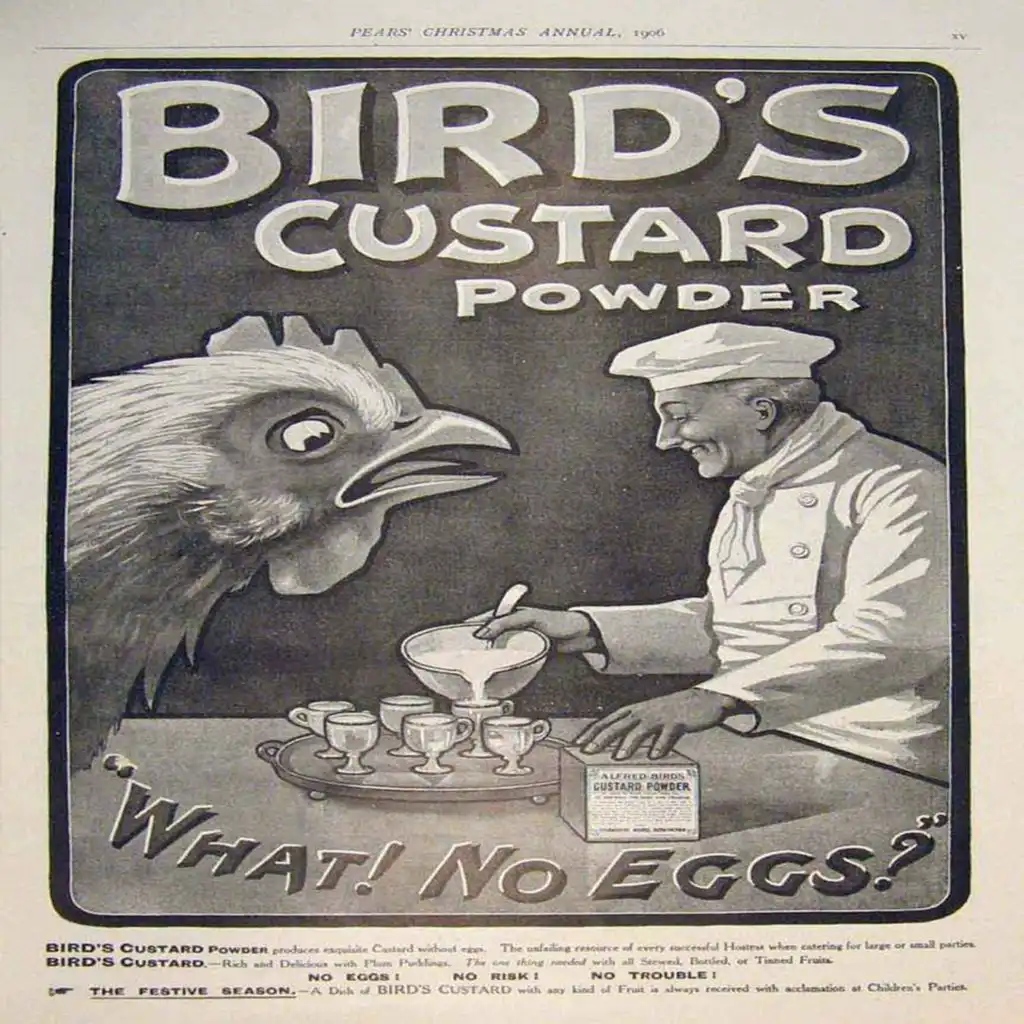 PEARS' CHRISTMAS ANNUAL, 1906
xv
BIRD'S
CUSTARD
POWDER
ALFRED BIRD'S
CUSTARD POWDER
"WHAT! NO EGGS?"
BIRD'S CUSTARD POWDER produces exquisite Custard without eggs. The unfailing resource of every successful Hostess when catering for large or small parties.
BIRD'S CUSTARD.—Rich and Delicious with Plum Puddings. The one thing needed with all Stewed, Bottled, or Tinned Fruits.
NO EGGS! NO RISK! NO TROUBLE!
THE FESTIVE SEASON.—A Dish of BIRD'S CUSTARD with any kind of Fruit is always received with acclamation at Children's Parties.